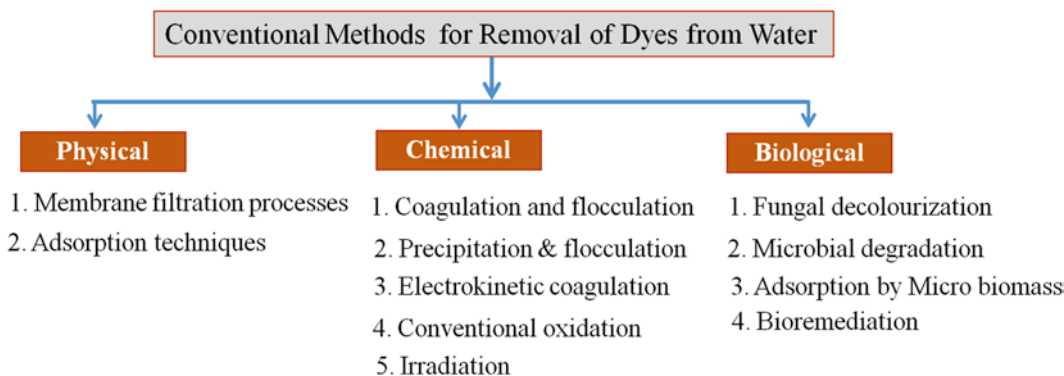 Conventional Methods for Removal of Dyes from Water
Physical
1. Membrane filtration processes
2. Adsorption techniques
Chemical
1. Coagulation and flocculation
2. Precipitation & flocculation
3. Electrokinetic coagulation
4. Conventional oxidation
5. Irradiation
Biological
1. Fungal decolourization
2. Microbial degradation
3. Adsorption by Micro biomass
4. Bioremediation